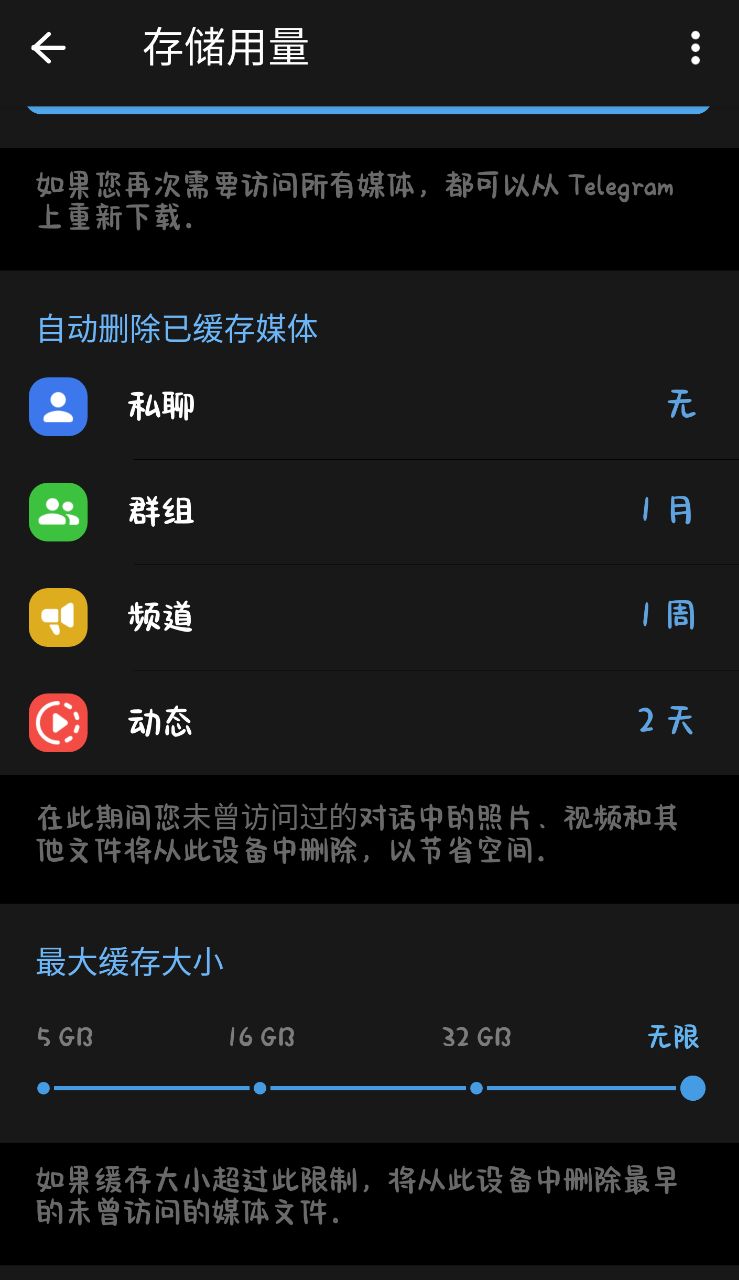 存储用量
如果您再次需要访问所有媒体，都可以从 Telegram
上重新下载.
自动删除已缓存媒体
私聊 无
群组 1 月
频道 1 周
动态 2 天
在此期间您未曾访问过的对话中的照片、视频和其
他文件将从此设备中删除，以节省空间.
最大缓存大小
5 GB 16 GB 32 GB 无限
如果缓存大小超过此限制，将从此设备中删除最早
的未曾访问的媒体文件.